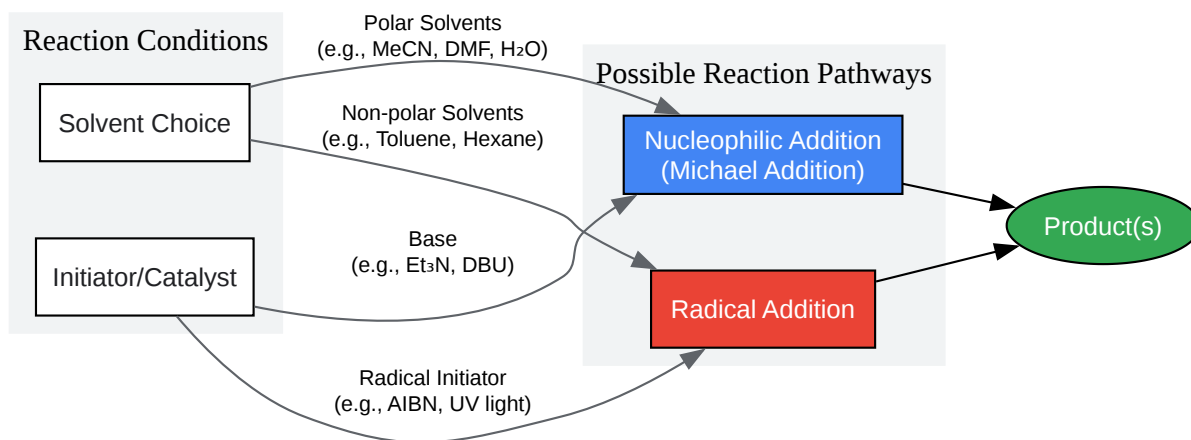 Reaction Conditions
Solvent Choice
Initiator/Catalyst
Polar Solvents
(e.g., MeCN, DMF, H₂O)
Non-polar Solvents
(e.g., Toluene, Hexane)
Base
(e.g., Et₃N, DBU)
Radical Initiator
(e.g., AIBN, UV light)
Possible Reaction Pathways
Nucleophilic Addition
(Michael Addition)
Radical Addition
Product(s)